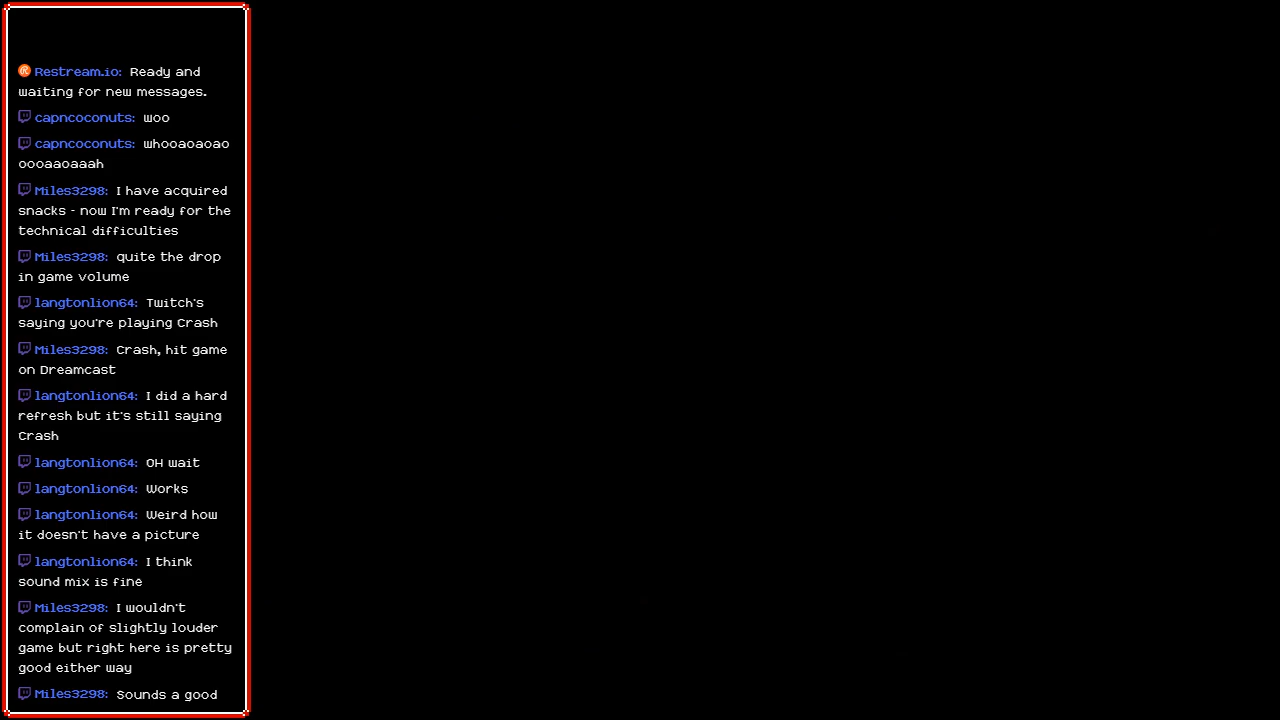 Restream.io: Ready and
waiting for new messages.
capncoconuts: woo
capncoconuts: whooaoaoao
oooaaoaaah
Miles3298: I have acquired
snacks - now I'm ready for the
technical difficulties
Miles3298: quite the drop
in game volume
langtonlion64: Twitch's
saying you're playing Crash
Miles3298: Crash, hit game
on Dreamcast
langtonlion64: I did a hard
refresh but it's still saying
Crash
langtonlion64: OH wait
langtonlion64: Works
langtonlion64: Weird how
it doesn't have a picture
langtonlion64: I think
sound mix is fine
Miles3298: I wouldn't
complain of slightly louder
game but right here is pretty
good either way
Miles3298: Sounds a good